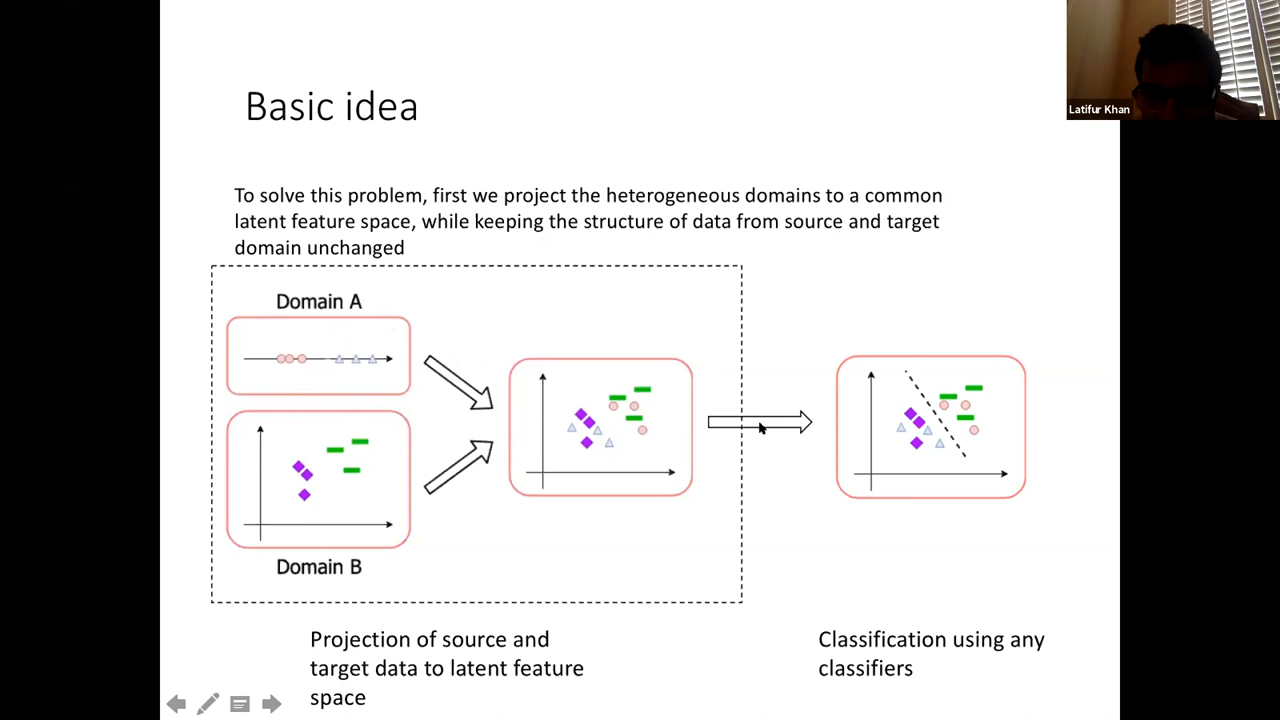 Latifur Khan
Basic idea
To solve this problem, first we project the heterogeneous domains to a common
latent feature space, while keeping the structure of data from source and target
domain unchanged
Domain A
Domain B
Projection of source and
target data to latent feature
space
Classification using any
classifiers